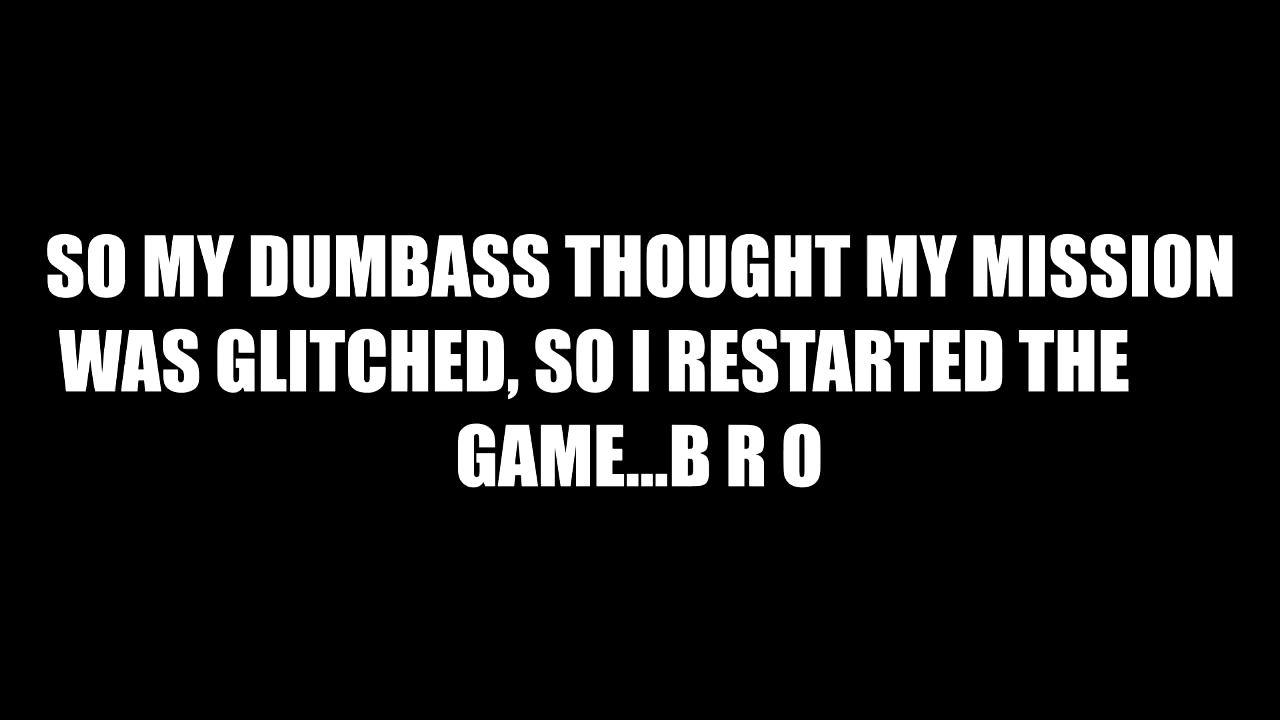 SO MY DUMBASS THOUGHT MY MISSION
WAS GLITCHED, SO I RESTARTED THE
GAME...B R O